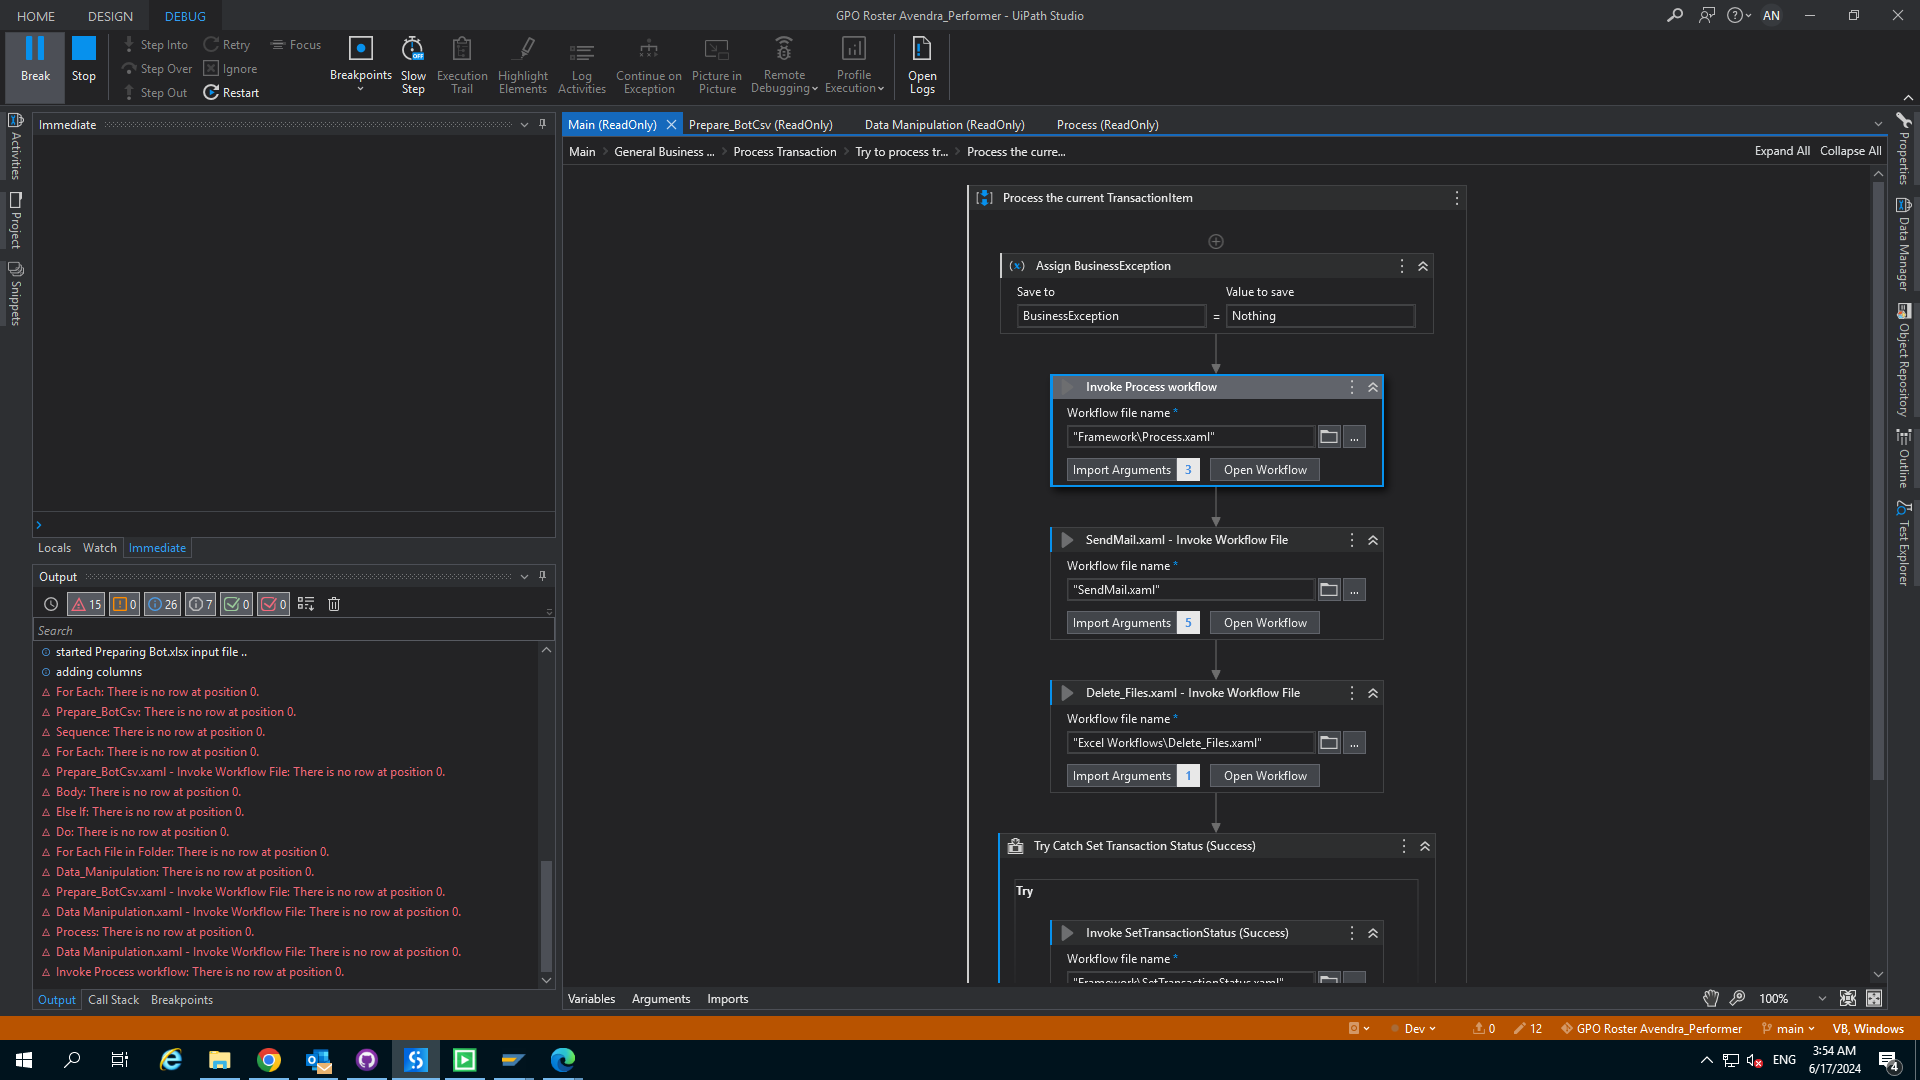 HOME DESIGN DEBUG
GPO Roster Avendra_Performer - UiPath Studio
AN
Break
Stop
Step Into
Step Over
Step Out
Retry
Ignore
Restart
Focus
Breakpoints
Slow Step
Execution Trail
Highlight Elements
Log Activities
Continue on Exception
Picture in Picture
Remote Debugging
Profile Execution
Open Logs
Activities
Project
Snippets
Immediate
Locals Watch Immediate
Output
15 0 26 7 0 0
Search
started Preparing Bot.xlsx input file ..
adding columns
For Each: There is no row at position 0.
Prepare_BotCsv: There is no row at position 0.
Sequence: There is no row at position 0.
For Each: There is no row at position 0.
Prepare_BotCsv.xaml - Invoke Workflow File: There is no row at position 0.
Body: There is no row at position 0.
Else If: There is no row at position 0.
Do: There is no row at position 0.
For Each File in Folder: There is no row at position 0.
Data_Manipulation: There is no row at position 0.
Prepare_BotCsv.xaml - Invoke Workflow File: There is no row at position 0.
Data Manipulation.xaml - Invoke Workflow File: There is no row at position 0.
Process: There is no row at position 0.
Data Manipulation.xaml - Invoke Workflow File: There is no row at position 0.
Invoke Process workflow: There is no row at position 0.
Output Call Stack Breakpoints
Main (ReadOnly) Prepare_BotCsv (ReadOnly) Data Manipulation (ReadOnly) Process (ReadOnly)
Main General Business ... Process Transaction Try to process tr... Process the curre...
Expand All Collapse All
Process the current TransactionItem
(x) Assign BusinessException
Save to Value to save
BusinessException = Nothing
Invoke Process workflow
Workflow file name *
"Framework\Process.xaml" ...
Import Arguments 3 Open Workflow
SendMail.xaml - Invoke Workflow File
Workflow file name *
"SendMail.xaml" ...
Import Arguments 5 Open Workflow
Delete_Files.xaml - Invoke Workflow File
Workflow file name *
"Excel Workflows\Delete_Files.xaml" ...
Import Arguments 1 Open Workflow
Try Catch Set Transaction Status (Success)
Try
Invoke SetTransactionStatus (Success)
Workflow file name *
"Framework\SetTransactionStatus.xaml"
Variables Arguments Imports
100%
Properties
Data Manager
Object Repository
Outline
Test Explorer
Dev 0 12 GPO Roster Avendra_Performer main VB, Windows
ENG
3:54 AM
6/17/2024
4